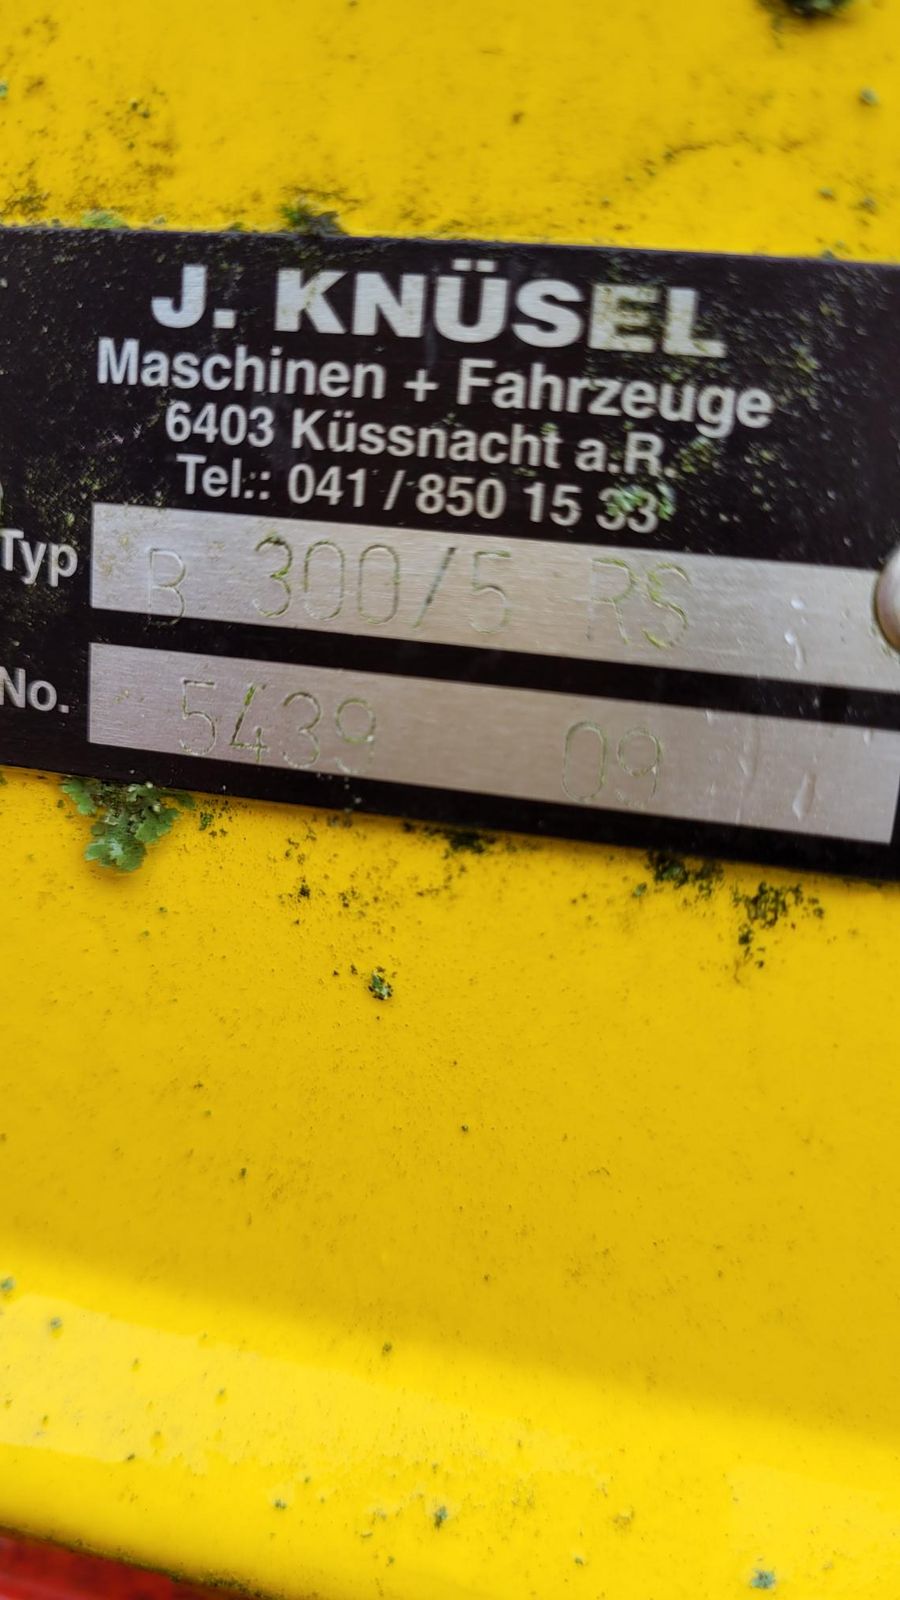 J. KNÜSEL
Maschinen + Fahrzeuge
6403 Küssnacht a.R.
Tel.: 041 / 850 15 33
Typ B 300/5 RS
No. 5439 09